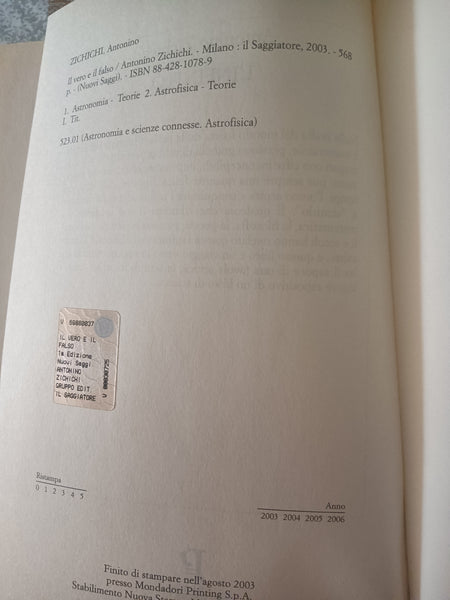 ZICHICHI, Antonino
Il vero e il falso / Antonino Zichichi. - Milano : il Saggiatore, 2003. - 568
p. - (Nuovi Saggi). - ISBN 88-428-1078-9
1. Astronomia - Teorie 2. Astrofisica - Teorie
I. Tit.
523.01 (Astronomia e scienze connesse. Astrofisica)
IL VERO E IL
FALSO
1a Edizione
Nuovi Saggi
ANTONINO
ZICHICHI
GRUPPO EDIT
IL SAGGIATORE
V 00030725
Ristampa
0 1 2 3 4 5
Anno
2003 2004 2005 2006
Finito di stampare nell'agosto 2003
presso Mondadori Printing S.p.A.
Stabilimento Nuova